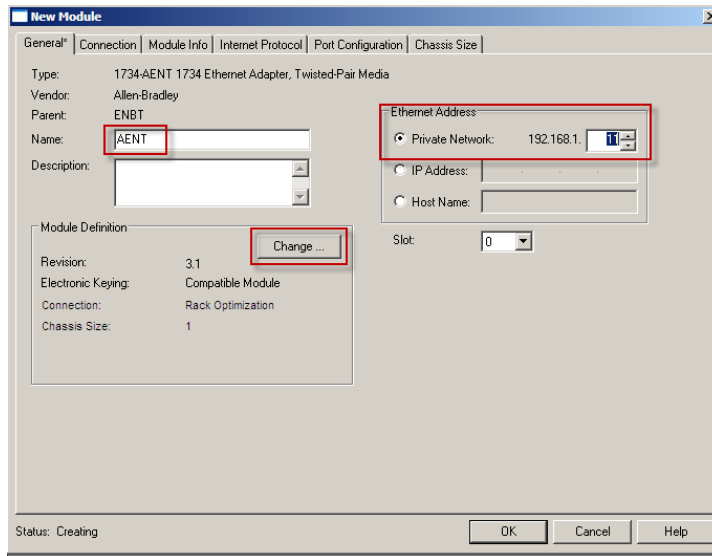 New Module
General* Connection Module Info Internet Protocol Port Configuration Chassis Size
Type: 1734-AENT 1734 Ethernet Adapter, Twisted-Pair Media
Vendor: Allen-Bradley
Parent: ENBT
Name: AENT
Description:
Ethernet Address
Private Network: 192.168.1. 11
IP Address: . . .
Host Name:
Slot: 0
Module Definition
Change ...
Revision: 3.1
Electronic Keying: Compatible Module
Connection: Rack Optimization
Chassis Size: 1
Status: Creating
OK Cancel Help